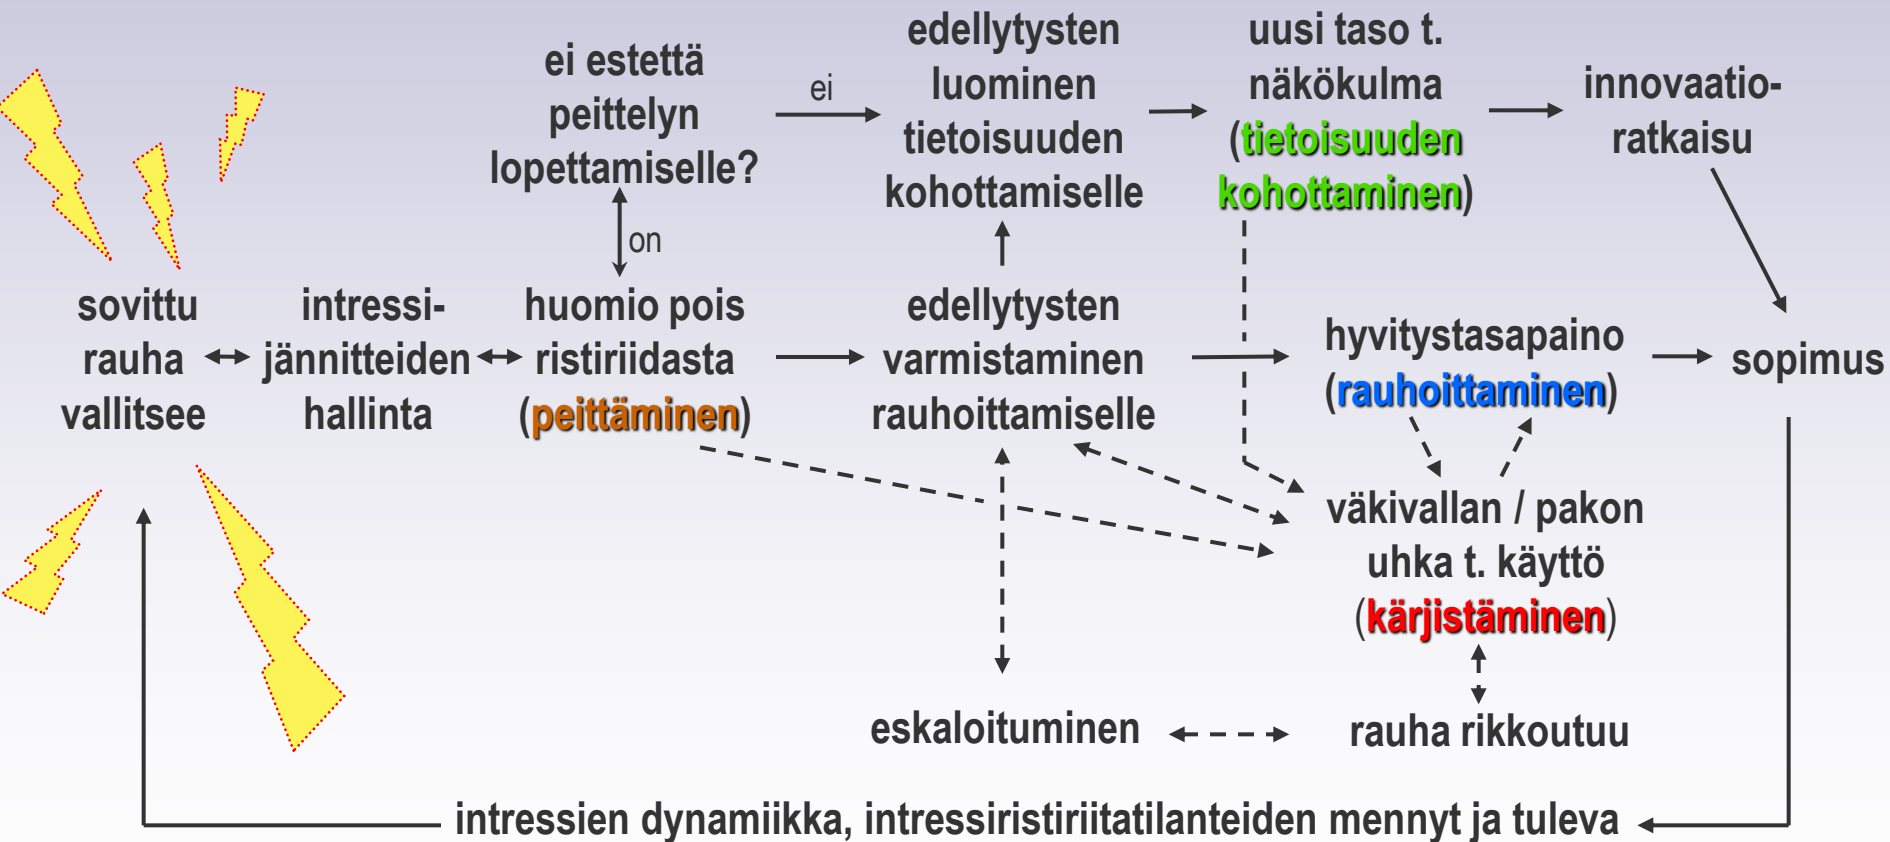 ei estettä
peittelyn
lopettamiselle?
ei
edellytysten
luominen
tietoisuuden
kohottamiselle
uusi taso t.
näkökulma
(tietoisuuden
kohottaminen)
innovaatio-
ratkaisu
on
sovittu
rauha
vallitsee
intressi-
jännitteiden
hallinta
huomio pois
ristiriidasta
(peittäminen)
edellytysten
varmistaminen
rauhoittamiselle
hyvitystasapaino
(rauhoittaminen)
sopimus
väkivallan / pakon
uhka t. käyttö
(kärjistäminen)
eskaloituminen
rauha rikkoutuu
intressien dynamiikka, intressiristiriitatilanteiden mennyt ja tuleva